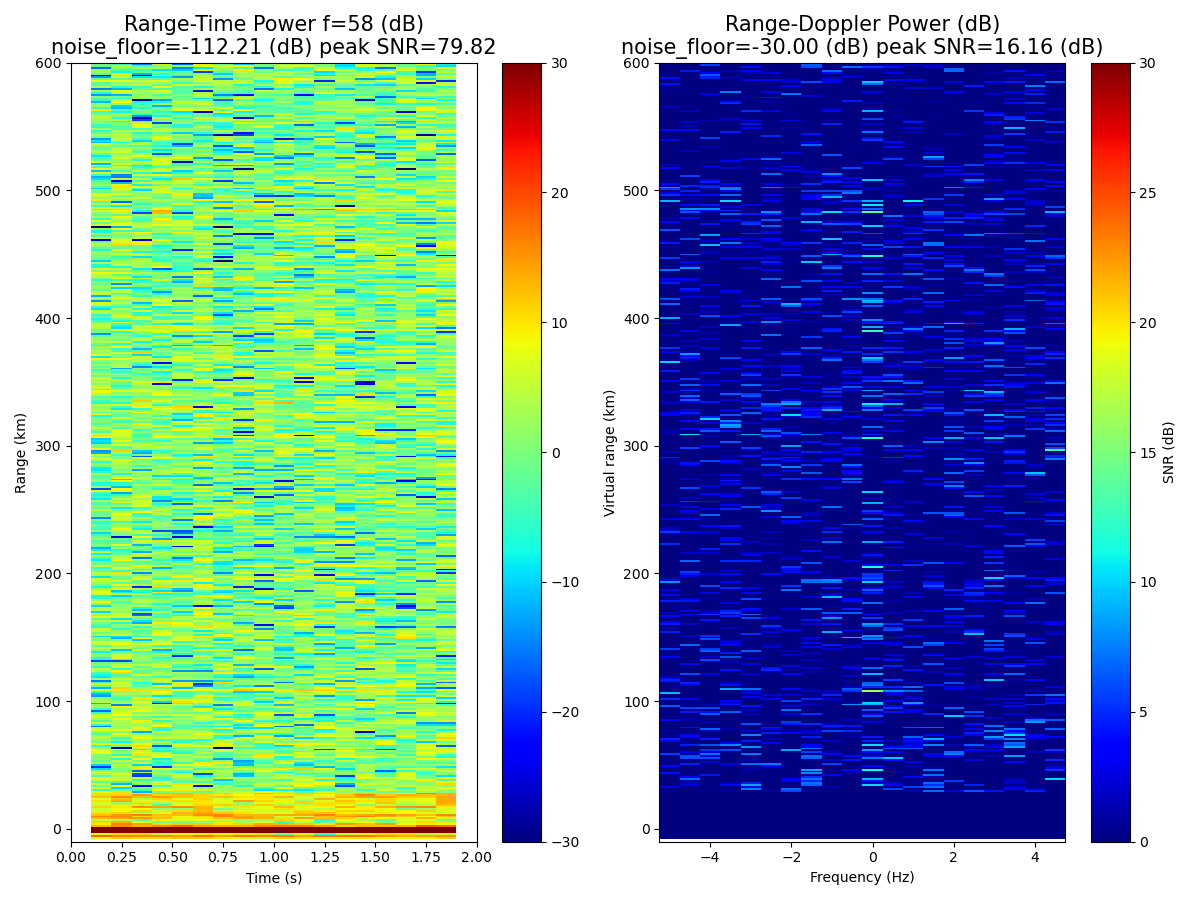 Range-Time Power f=58 (dB)
noise_floor=-112.21 (dB) peak SNR=79.82
600
500
400
300
200
100
0
Range (km)
0.00 0.25 0.50 0.75 1.00 1.25 1.50 1.75 2.00
Time (s)
30
20
10
0
−10
−20
−30
Range-Doppler Power (dB)
noise_floor=-30.00 (dB) peak SNR=16.16 (dB)
600
500
400
300
200
100
0
Virtual range (km)
−4 −2 0 2 4
Frequency (Hz)
30
25
20
15
10
5
0
SNR (dB)